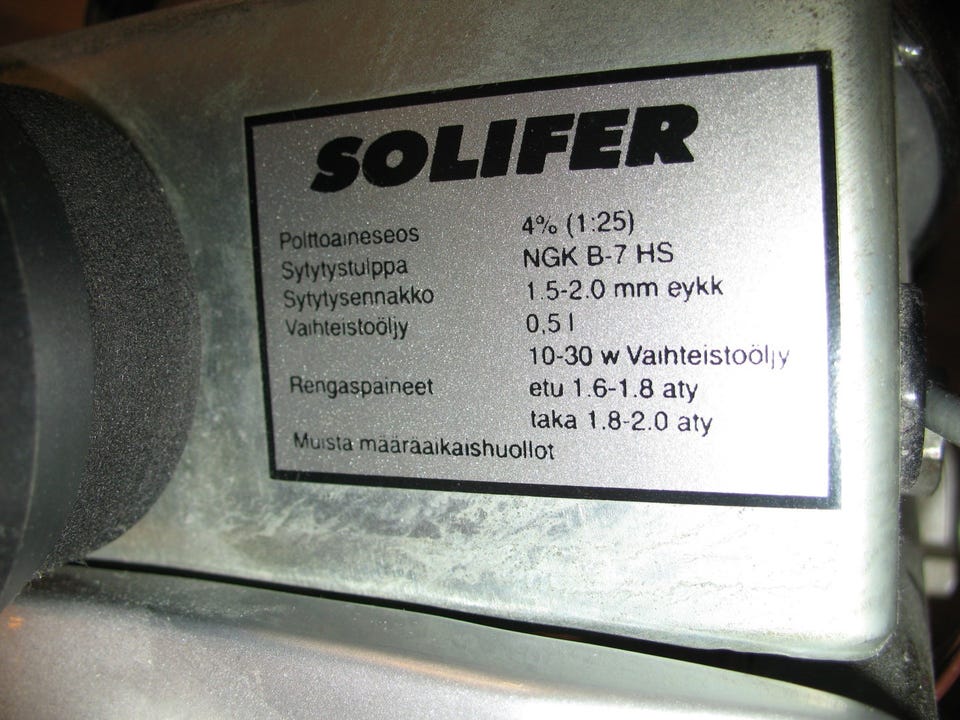 SOLIFER
Polttoaineseos 4% (1:25)
Sytytystulppa NGK B-7 HS
Sytytysennakko 1.5-2.0 mm eykk
Vaihteistoöljy 0,5 l
10-30 w Vaihteistoöljy
Rengaspaineet etu 1.6-1.8 aty
taka 1.8-2.0 aty
Muista määräaikaishuollot